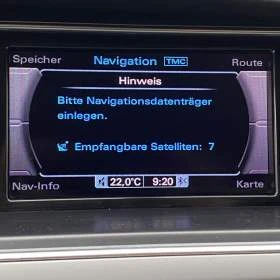 Speicher Navigation TMC Route
Hinweis
Bitte Navigationsdatenträger
einlegen.
Empfangbare Satelliten: 7
Nav-Info 22,0°C 9:20 Karte